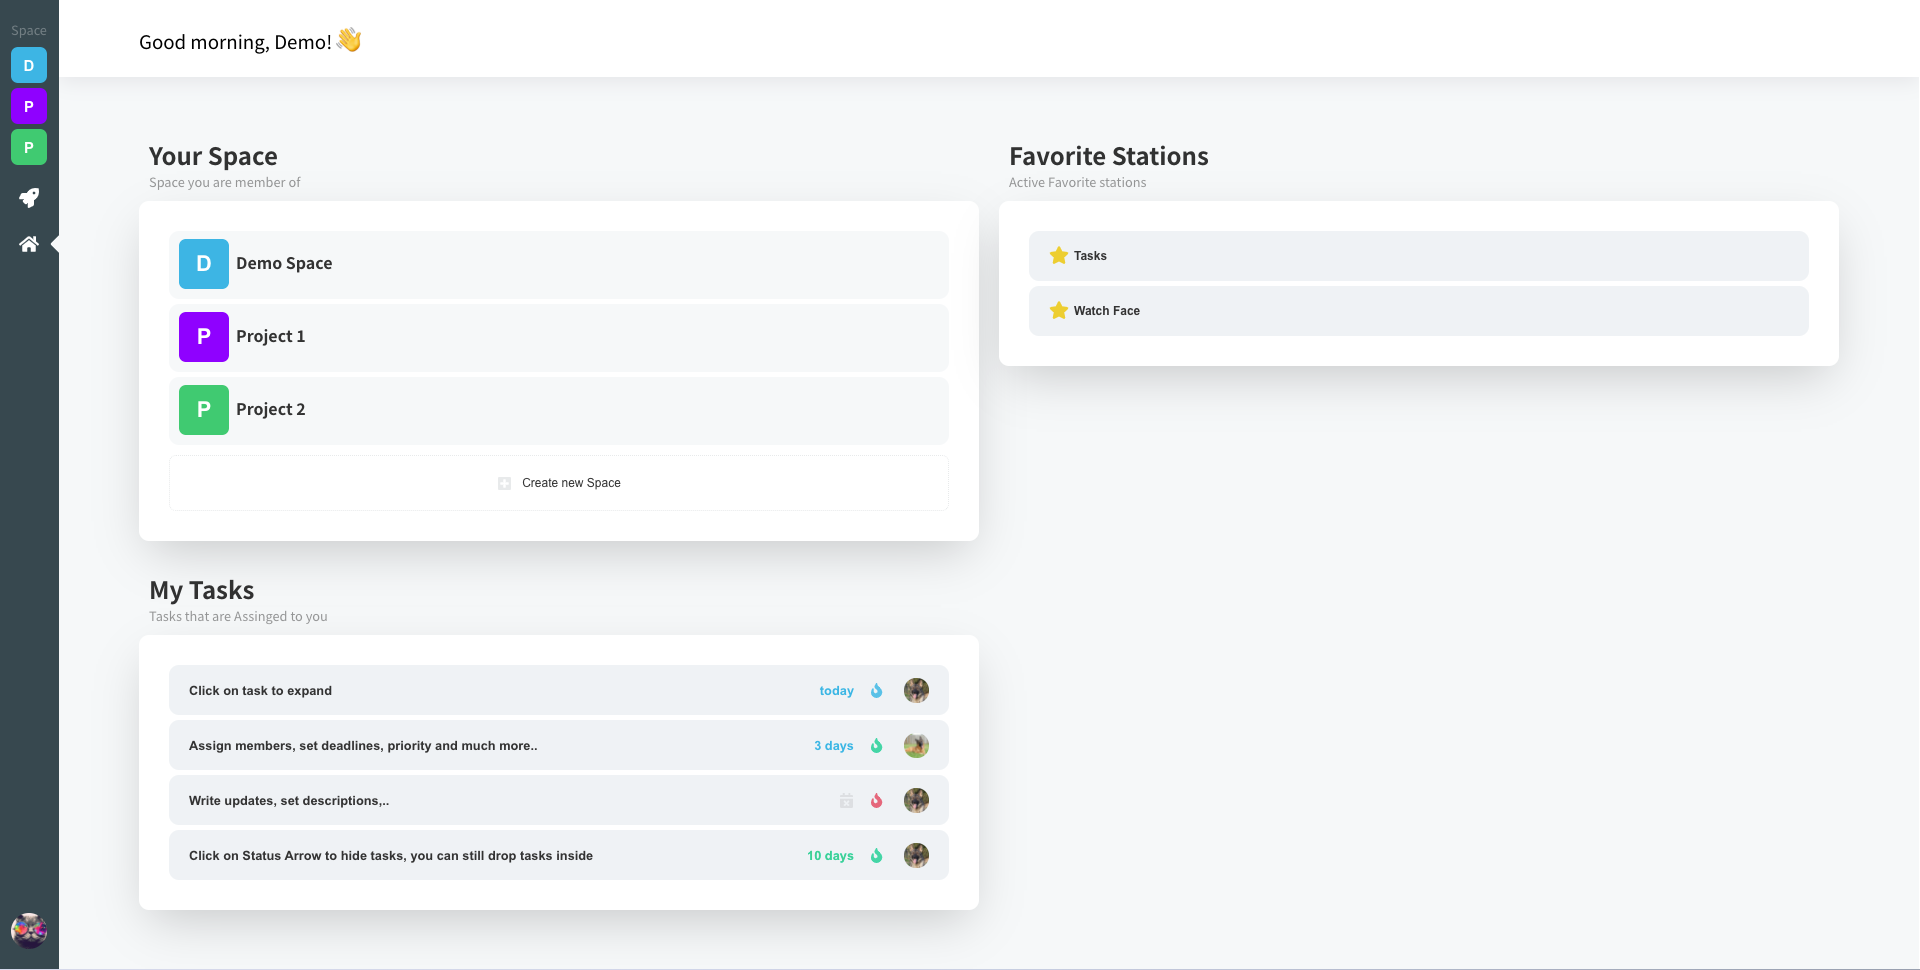 Space
D
P
P
Good morning, Demo! 👋
Your Space
Space you are member of
D Demo Space
P Project 1
P Project 2
Create new Space
Favorite Stations
Active Favorite stations
Tasks
Watch Face
My Tasks
Tasks that are Assinged to you
Click on task to expand today
Assign members, set deadlines, priority and much more.. 3 days
Write updates, set descriptions,..
Click on Status Arrow to hide tasks, you can still drop tasks inside 10 days